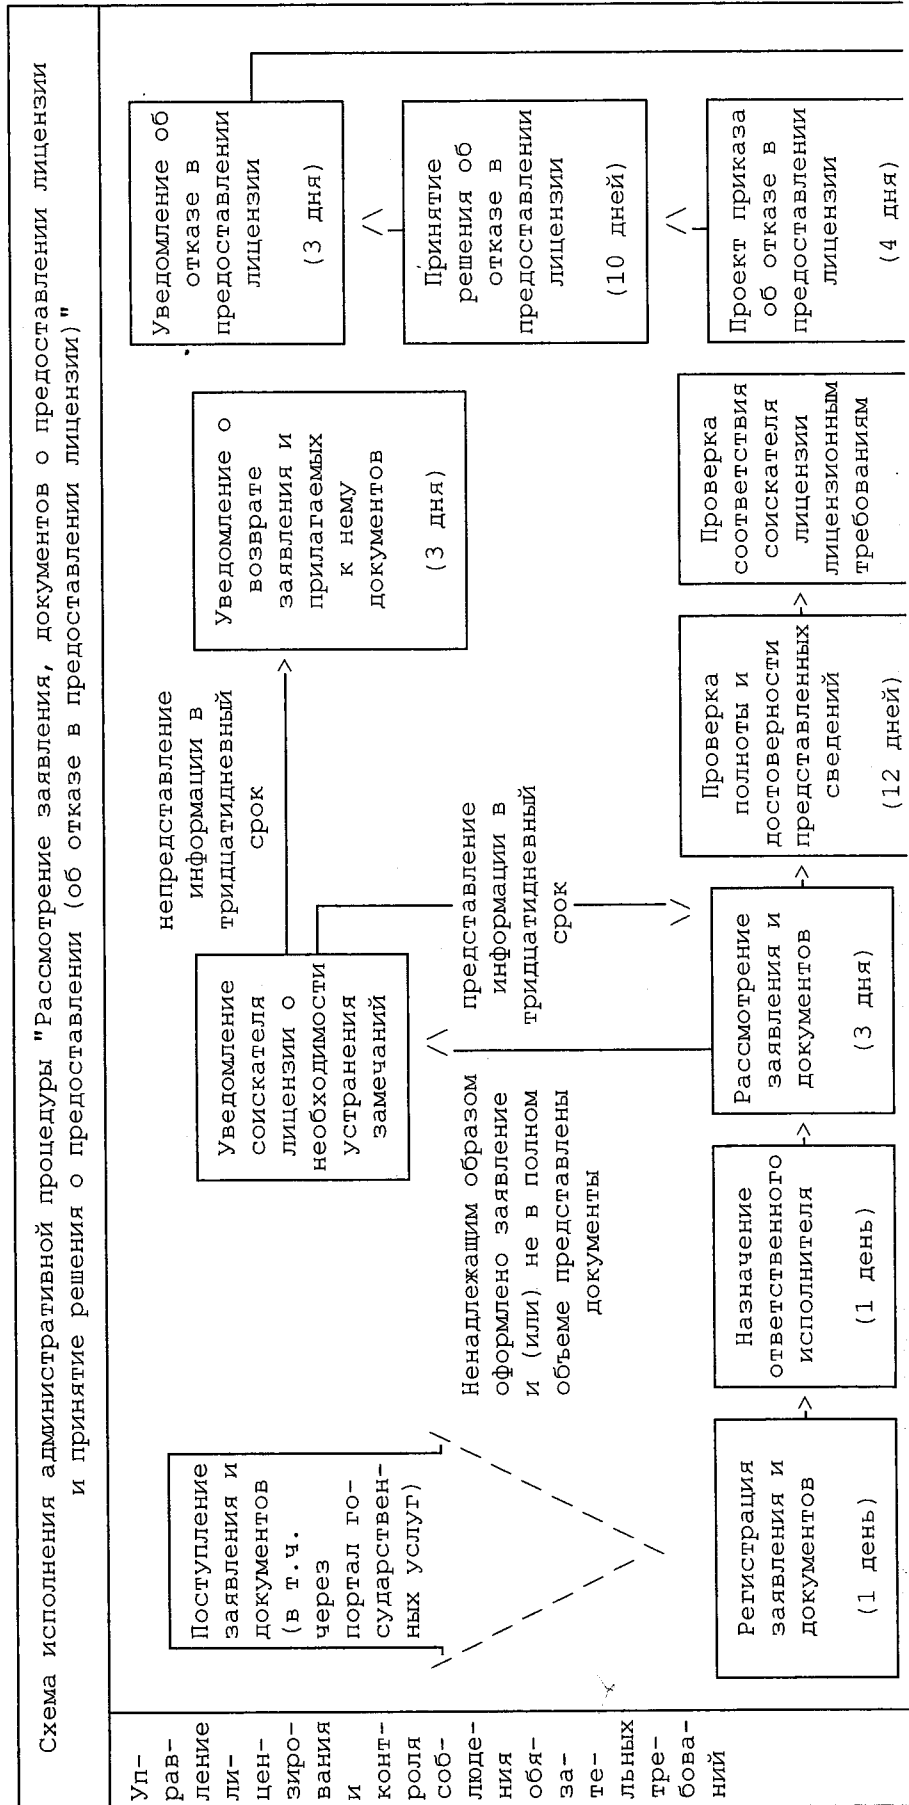 Схема исполнения административной процедуры "Рассмотрение заявления, документов о предоставлении лицензии
и принятие решения о предоставлении (об отказе в предоставлении лицензии)"
Уп-
рав-
ление
ли-
цен-
зиро-
вания
и
конт-
роля
соб-
люде-
ния
обя-
за-
те-
льных
тре-
бова-
ний
Поступление
заявления и
документов
(в т.ч.
через
портал го-
сударствен-
ных услуг)
Уведомление
соискателя
лицензии о
необходимости
устранения
замечаний
непредставление
информации в
тридцатидневный
срок
Уведомление о
возврате
заявления и
прилагаемых
к нему
документов
(3 дня)
Уведомление об
отказе в
предоставлении
лицензии
(3 дня)
Ненадлежащим образом
оформлено заявление
и (или) не в полном
объеме представлены
документы
представление
информации в
тридцатидневный
срок
Принятие
решения об
отказе в
предоставлении
лицензии
(10 дней)
Регистрация
заявления и
документов
(1 день)
Назначение
ответственного
исполнителя
(1 день)
Рассмотрение
заявления и
документов
(3 дня)
Проверка
полноты и
достоверности
представленных
сведений
(12 дней)
Проверка
соответствия
соискателя
лицензии
лицензионным
требованиям
Проект приказа
об отказе в
предоставлении
лицензии
(4 дня)